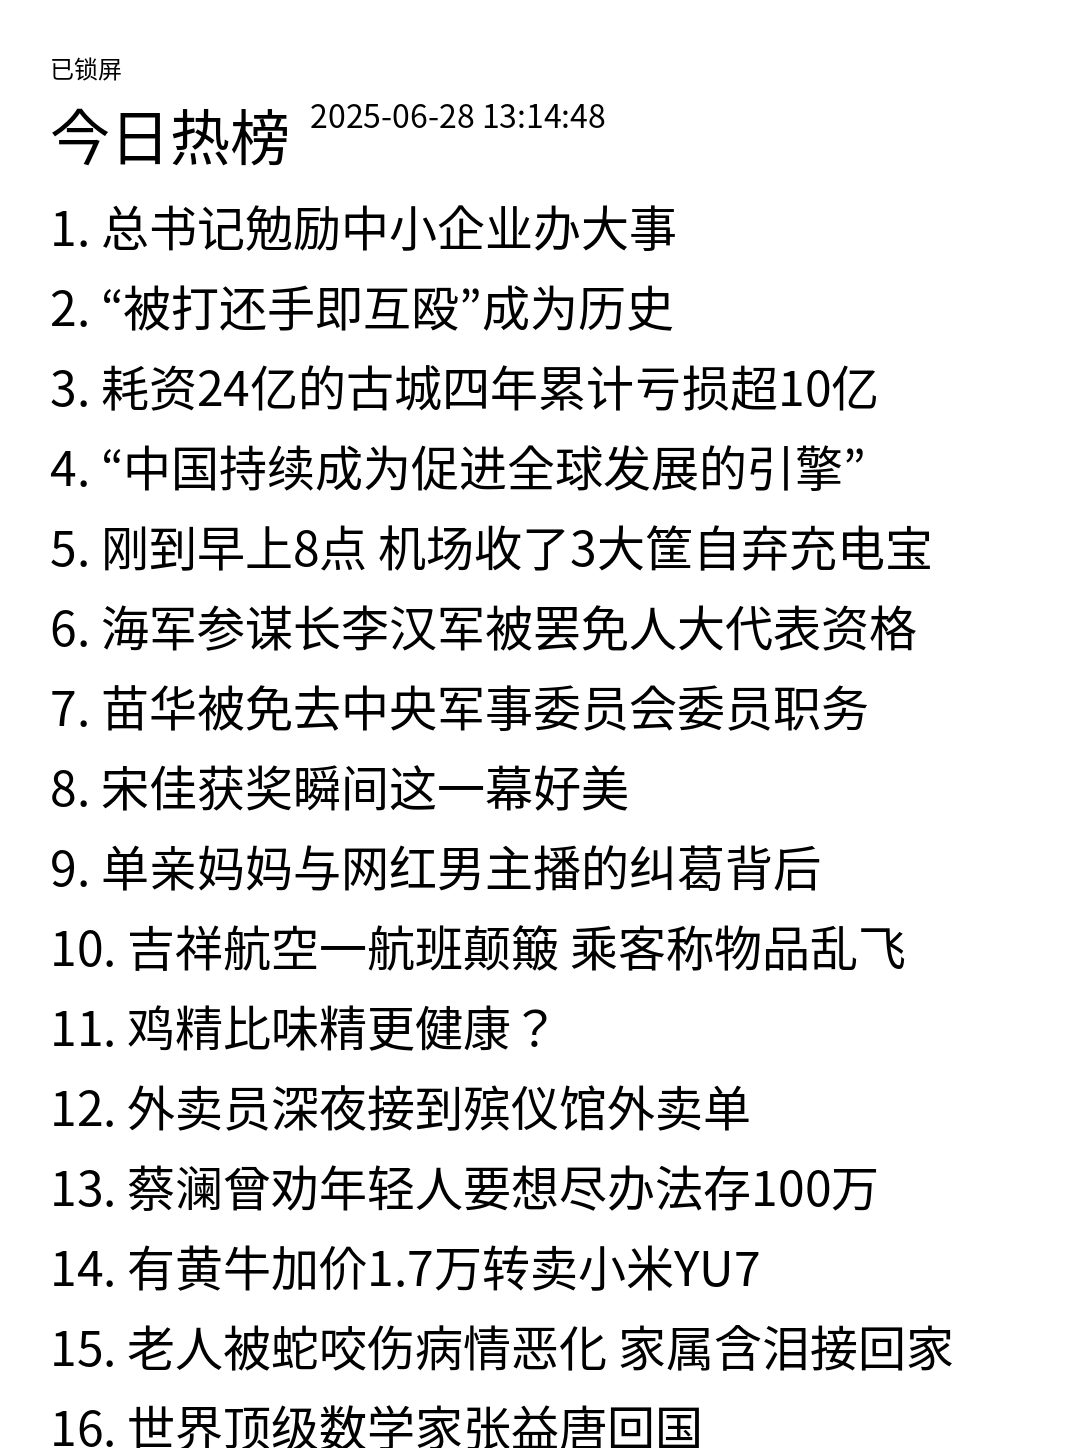 已锁屏
今日热榜 2025-06-28 13:14:48
1. 总书记勉励中小企业办大事
2. “被打还手即互殴”成为历史
3. 耗资24亿的古城四年累计亏损超10亿
4. “中国持续成为促进全球发展的引擎”
5. 刚到早上8点 机场收了3大筐自弃充电宝
6. 海军参谋长李汉军被罢免人大代表资格
7. 苗华被免去中央军事委员会委员职务
8. 宋佳获奖瞬间这一幕好美
9. 单亲妈妈与网红男主播的纠葛背后
10. 吉祥航空一航班颠簸 乘客称物品乱飞
11. 鸡精比味精更健康？
12. 外卖员深夜接到殡仪馆外卖单
13. 蔡澜曾劝年轻人要想尽办法存100万
14. 有黄牛加价1.7万转卖小米YU7
15. 老人被蛇咬伤病情恶化 家属含泪接回家
16. 世界顶级数学家张益唐回国